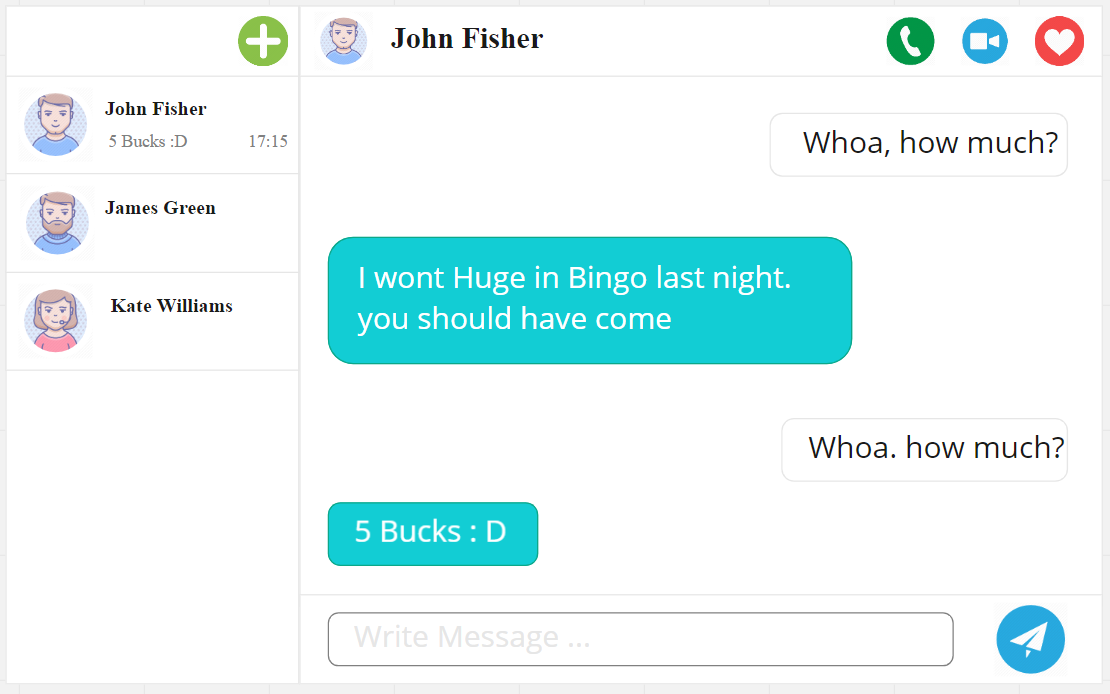 John Fisher
5 Bucks :D 17:15
James Green
Kate Williams
John Fisher
Whoa, how much?
I wont Huge in Bingo last night.
you should have come
Whoa. how much?
5 Bucks : D
Write Message ...